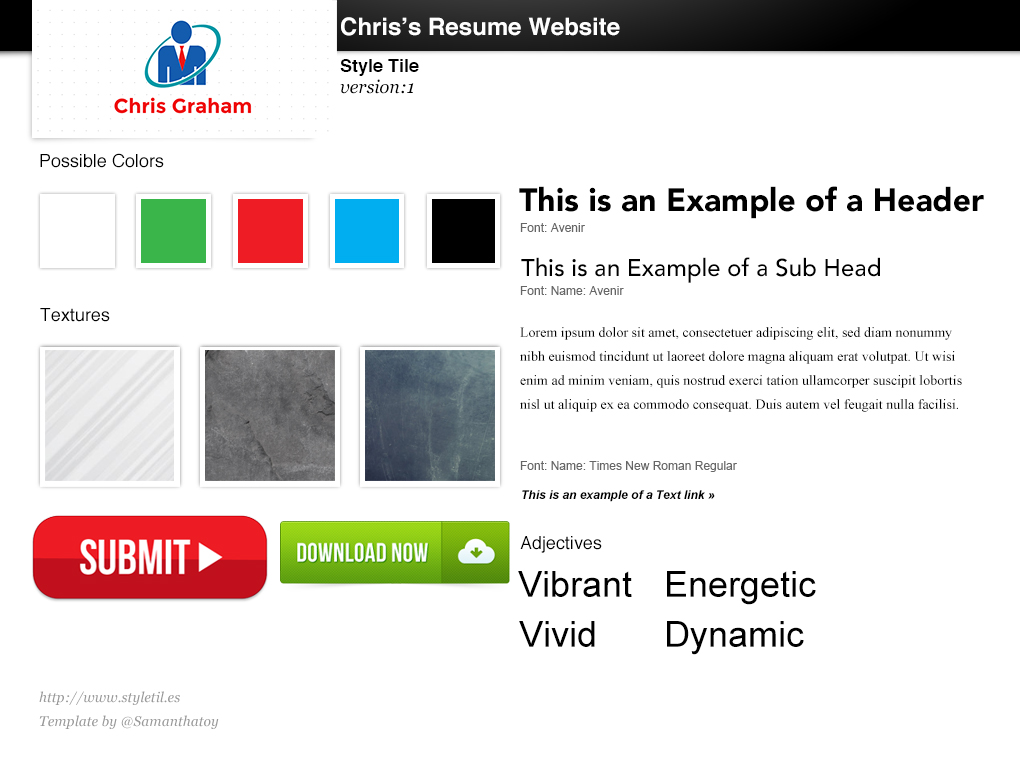 Chris’s Resume Website
Chris Graham
Style Tile
version:1
Possible Colors
Textures
SUBMIT
DOWNLOAD NOW
This is an Example of a Header
Font: Avenir
This is an Example of a Sub Head
Font: Name: Avenir
Lorem ipsum dolor sit amet, consectetuer adipiscing elit, sed diam nonummy
nibh euismod tincidunt ut laoreet dolore magna aliquam erat volutpat. Ut wisi
enim ad minim veniam, quis nostrud exerci tation ullamcorper suscipit lobortis
nisl ut aliquip ex ea commodo consequat. Duis autem vel feugait nulla facilisi.
Font: Name: Times New Roman Regular
This is an example of a Text link »
Adjectives
Vibrant Energetic
Vivid Dynamic
http://www.styletil.es
Template by @Samanthatoy